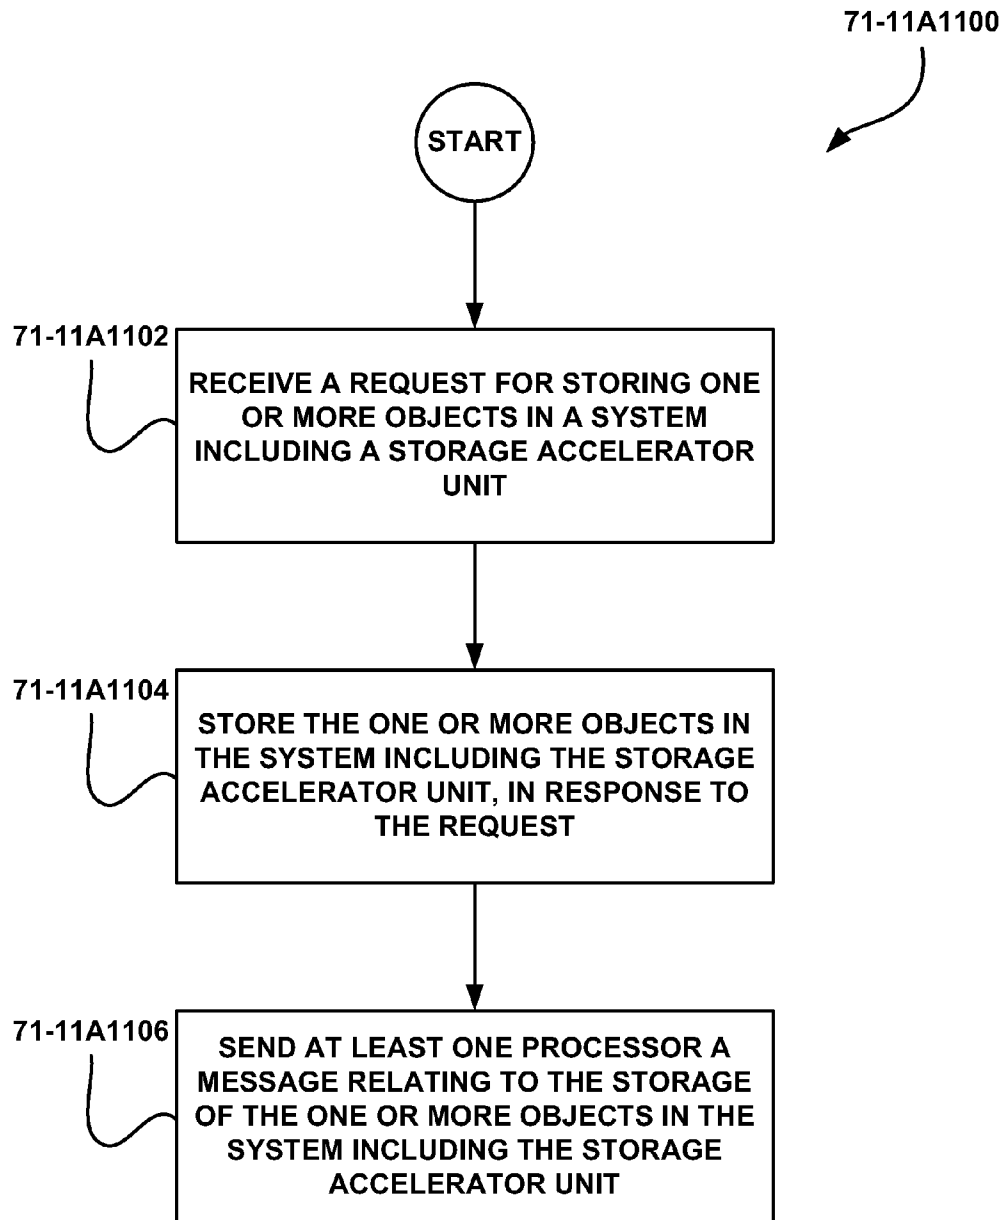 71-11A1100
START
71-11A1102
RECEIVE A REQUEST FOR STORING ONE
OR MORE OBJECTS IN A SYSTEM
INCLUDING A STORAGE ACCELERATOR
UNIT
71-11A1104
STORE THE ONE OR MORE OBJECTS IN
THE SYSTEM INCLUDING THE STORAGE
ACCELERATOR UNIT, IN RESPONSE TO
THE REQUEST
71-11A1106
SEND AT LEAST ONE PROCESSOR A
MESSAGE RELATING TO THE STORAGE
OF THE ONE OR MORE OBJECTS IN THE
SYSTEM INCLUDING THE STORAGE
ACCELERATOR UNIT